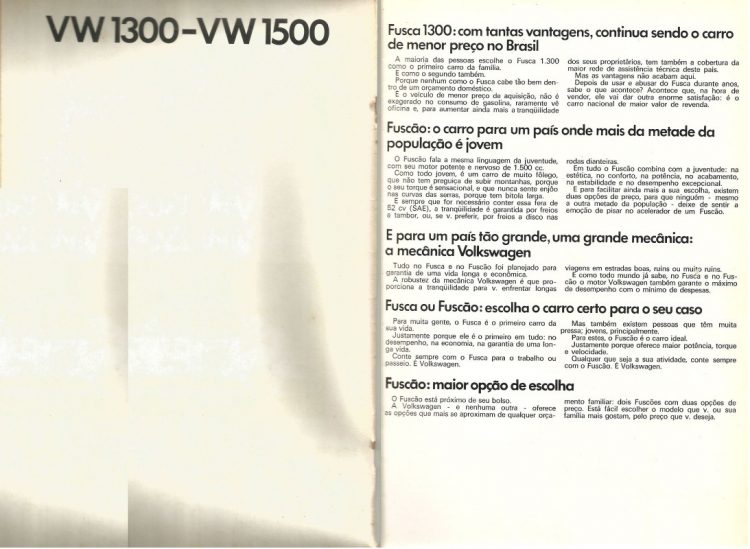 VW 1300-VW 1500
Fusca 1300: com tantas vantagens, continua sendo o carro
de menor preço no Brasil
A maioria das pessoas escolhe o Fusca 1.300
como o primeiro carro da família.
E como o segundo também.
Porque nenhum como o Fusca cabe tão bem den-
tro de um orçamento doméstico.
É o veículo de menor preço de aquisição, não é
exagerado no consumo de gasolina, raramente vê
oficina e, para aumentar ainda mais a tranqüilidade
dos seus proprietários, tem também a cobertura da
maior rede de assistência técnica deste país.
Mas as vantagens não acabam aqui.
Depois de usar e abusar do Fusca durante anos,
sabe o que acontece? Acontece que, na hora de
vender, ele vai dar outra enorme satisfação: é o
carro nacional de maior valor de revenda.
Fuscão: o carro para um país onde mais da metade da
população é jovem
O Fuscão fala a mesma linguagem da juventude,
com seu motor potente e nervoso de 1.500 cc.
Como todo jovem, é um carro de muito fôlego,
que não tem preguiça de subir montanhas, porque
o seu torque é sensacional, e que nunca sente enjôo
nas curvas das serras, porque tem bitola larga.
E sempre que for necessário conter essa fera de
52 cv (SAE), a tranqüilidade é garantida por freios
a tambor, ou, se v. preferir, por freios a disco nas
rodas dianteiras.
Em tudo o Fuscão combina com a juventude: na
estética, no conforto, na potência, no acabamento,
na estabilidade e no desempenho excepcional.
E para facilitar ainda mais a sua escolha, existem
duas opções de preço, para que ninguém - mesmo
a outra metade da população - deixe de sentir a
emoção de pisar no acelerador de um Fuscão.
E para um país tão grande, uma grande mecânica:
a mecânica Volkswagen
Tudo no Fusca e no Fuscão foi planejado para
garantia de uma vida longa e econômica.
A robustez da mecânica Volkswagen é que pro-
porciona a tranqüilidade para v. enfrentar longas
viagens em estradas boas, ruins ou muito ruins.
E como todo mundo já sabe, no Fusca e no Fus-
cão o motor Volkswagen também garante o máximo
de desempenho com o mínimo de despesas.
Fusca ou Fuscão: escolha o carro certo para o seu caso
Para muita gente, o Fusca é o primeiro carro da
sua vida.
Justamente porque ele é o primeiro em tudo: no
desempenho, na economia, na garantia de uma lon-
ga vida.
Conte sempre com o Fusca para o trabalho ou
passeio. É Volkswagen.
Mas também existem pessoas que têm muita
pressa; jovens, principalmente.
Para estes, o Fuscão é o carro ideal.
Justamente porque oferece maior potência, torque
e velocidade.
Qualquer que seja a sua atividade, conte sempre
com o Fuscão. É Volkswagen.
Fuscão: maior opção de escolha
O Fuscão está próximo de seu bolso.
A Volkswagen - e nenhuma outra - oferece
as opções que mais se aproximam de qualquer orça-
mento familiar: dois Fuscões com duas opções de
preço. Está fácil escolher o modelo que v. ou sua
família mais gostam, pelo preço que v. deseja.